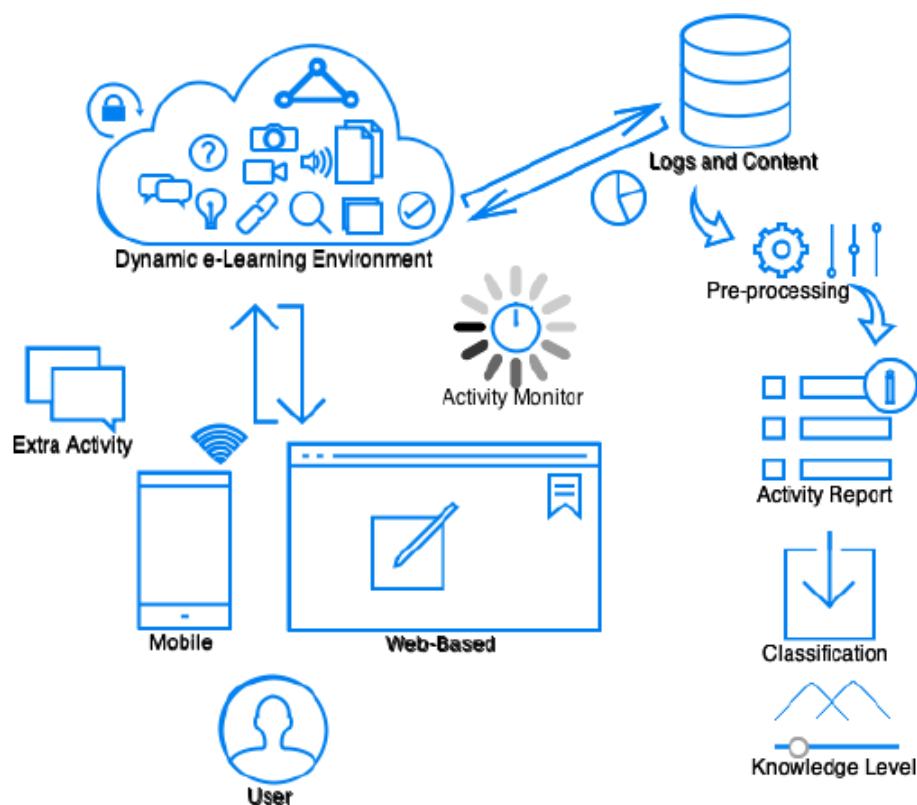 Logs and Content
Dynamic e-Learning Environment
Pre-processing
Activity Monitor
Extra Activity
Activity Report
Mobile
Web-Based
Classification
Knowledge Level
User